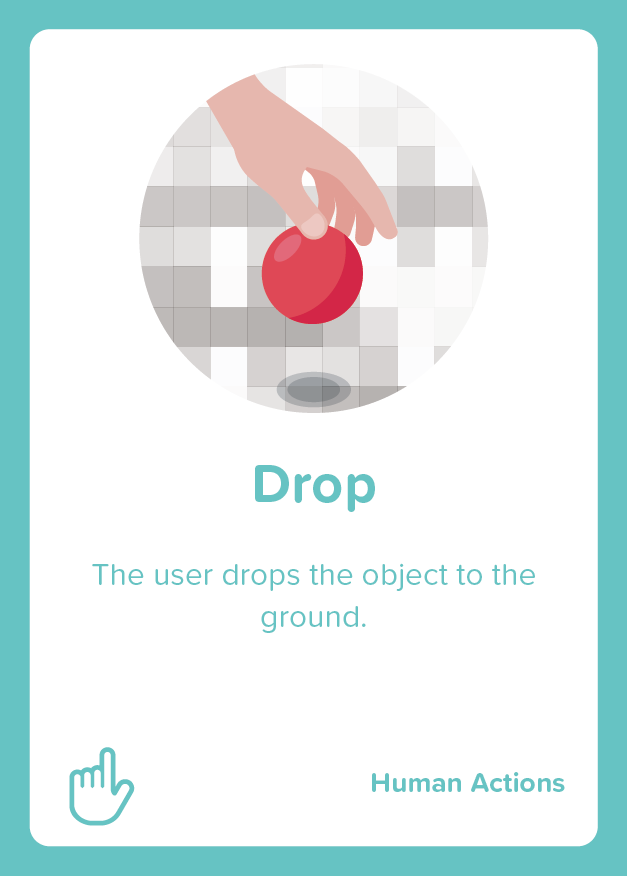 Drop
The user drops the object to the
ground.
Human Actions